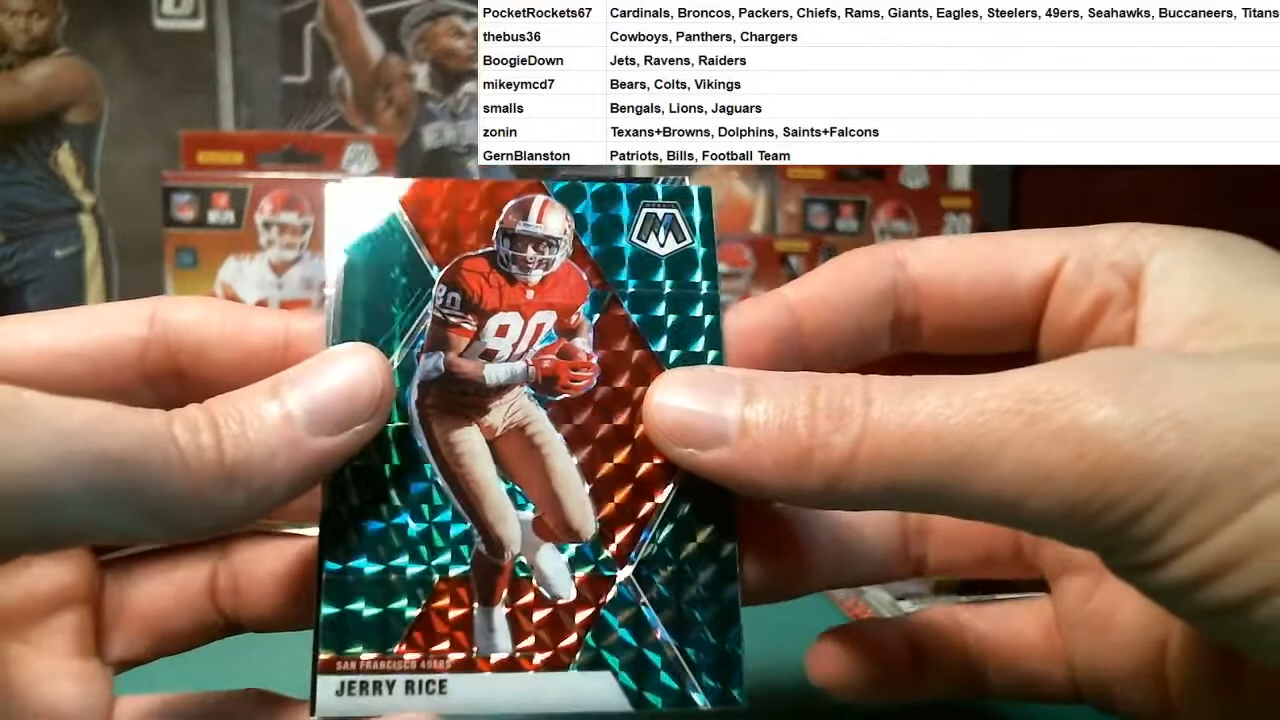 PocketRockets67 Cardinals, Broncos, Packers, Chiefs, Rams, Giants, Eagles, Steelers, 49ers, Seahawks, Buccaneers, Titans
thebus36 Cowboys, Panthers, Chargers
BoogieDown Jets, Ravens, Raiders
mikeymcd7 Bears, Colts, Vikings
smalls Bengals, Lions, Jaguars
zonin Texans+Browns, Dolphins, Saints+Falcons
GernBlanston Patriots, Bills, Football Team
80
80
SAN FRANCISCO 49ERS
JERRY RICE